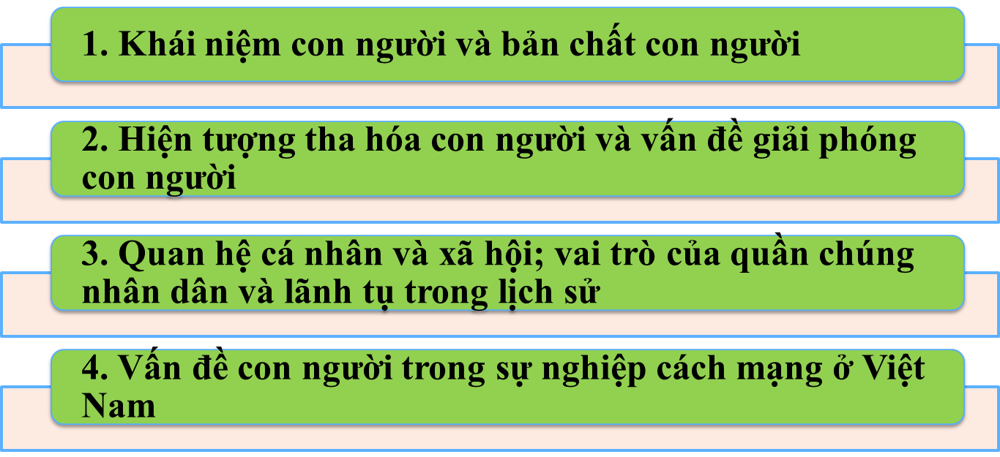 1. Khái niệm con người và bản chất con người
2. Hiện tượng tha hóa con người và vấn đề giải phóng
con người
3. Quan hệ cá nhân và xã hội; vai trò của quần chúng
nhân dân và lãnh tụ trong lịch sử
4. Vấn đề con người trong sự nghiệp cách mạng ở Việt
Nam